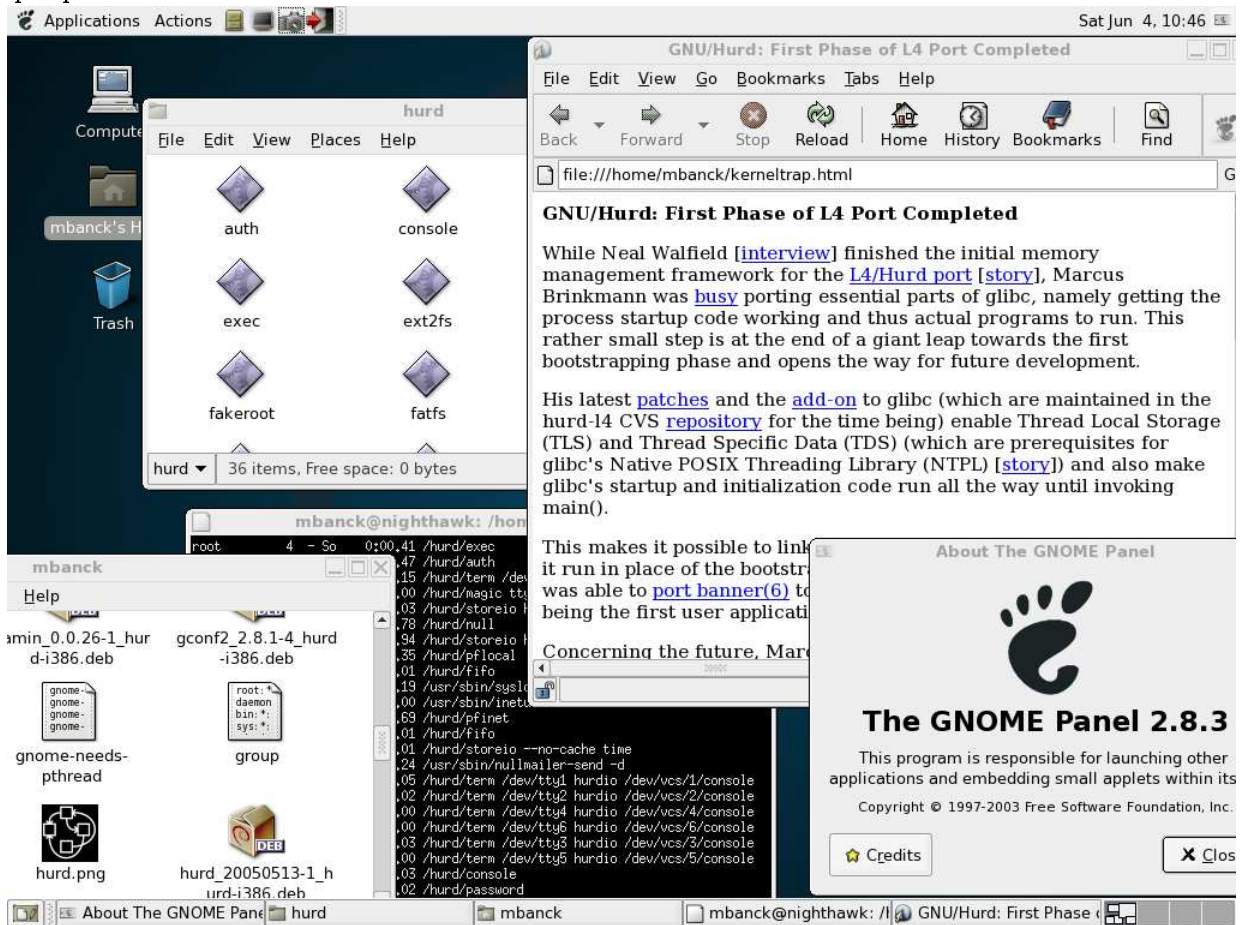 Applications Actions
Sat Jun 4, 10:46
Compute
mbanck's H
Trash
hurd
File Edit View Places Help
auth console
exec ext2fs
fakeroot fatfs
hurd 36 items, Free space: 0 bytes
GNU/Hurd: First Phase of L4 Port Completed
File Edit View Go Bookmarks Tabs Help
Back Forward Stop Reload Home History Bookmarks Find
file:///home/mbanck/kerneltrap.html G
GNU/Hurd: First Phase of L4 Port Completed
While Neal Walfield [interview] finished the initial memory
management framework for the L4/Hurd port [story], Marcus
Brinkmann was busy porting essential parts of glibc, namely getting the
process startup code working and thus actual programs to run. This
rather small step is at the end of a giant leap towards the first
bootstrapping phase and opens the way for future development.
His latest patches and the add-on to glibc (which are maintained in the
hurd-l4 CVS repository for the time being) enable Thread Local Storage
(TLS) and Thread Specific Data (TDS) (which are prerequisites for
glibc's Native POSIX Threading Library (NTPL) [story]) and also make
glibc's startup and initialization code run all the way until invoking
main().
This makes it possible to link
it run in place of the bootstra
was able to port banner(6) to
being the first user applicati
Concerning the future, Marc
mbanck@nighthawk: /hom
root 4 - So 0:00.41 /hurd/exec
.47 /hurd/auth
.15 /hurd/term /dev
.00 /hurd/magic tty
.03 /hurd/storeio h
.78 /hurd/null
.94 /hurd/storeio h
.35 /hurd/pflocal
.01 /hurd/fifo
.19 /usr/sbin/syslo
.00 /usr/sbin/inetu
.69 /hurd/pfinet
.01 /hurd/fifo
.01 /hurd/storeio --no-cache time
.24 /usr/sbin/nullmailer-send -d
.05 /hurd/term /dev/tty1 hurdio /dev/vcs/1/console
.02 /hurd/term /dev/tty2 hurdio /dev/vcs/2/console
.00 /hurd/term /dev/tty4 hurdio /dev/vcs/4/console
.00 /hurd/term /dev/tty6 hurdio /dev/vcs/6/console
.03 /hurd/term /dev/tty3 hurdio /dev/vcs/3/console
.00 /hurd/term /dev/tty5 hurdio /dev/vcs/5/console
.03 /hurd/console
.02 /hurd/password
mbanck
Help
amin_0.0.26-1_hur
d-i386.deb
gconf2_2.8.1-4_hurd
-i386.deb
gnome-
gnome-
gnome-
gnome-
root:*
daemon
bin:*:
sys:*:
gnome-needs-
pthread
group
DEB
hurd.png
hurd_20050513-1_h
urd-i386.deb
About The GNOME Panel
The GNOME Panel 2.8.3
This program is responsible for launching other
applications and embedding small applets within its
Copyright © 1997-2003 Free Software Foundation, Inc.
Credits
Clos
About The GNOME Pane hurd mbanck mbanck@nighthawk: /h GNU/Hurd: First Phase